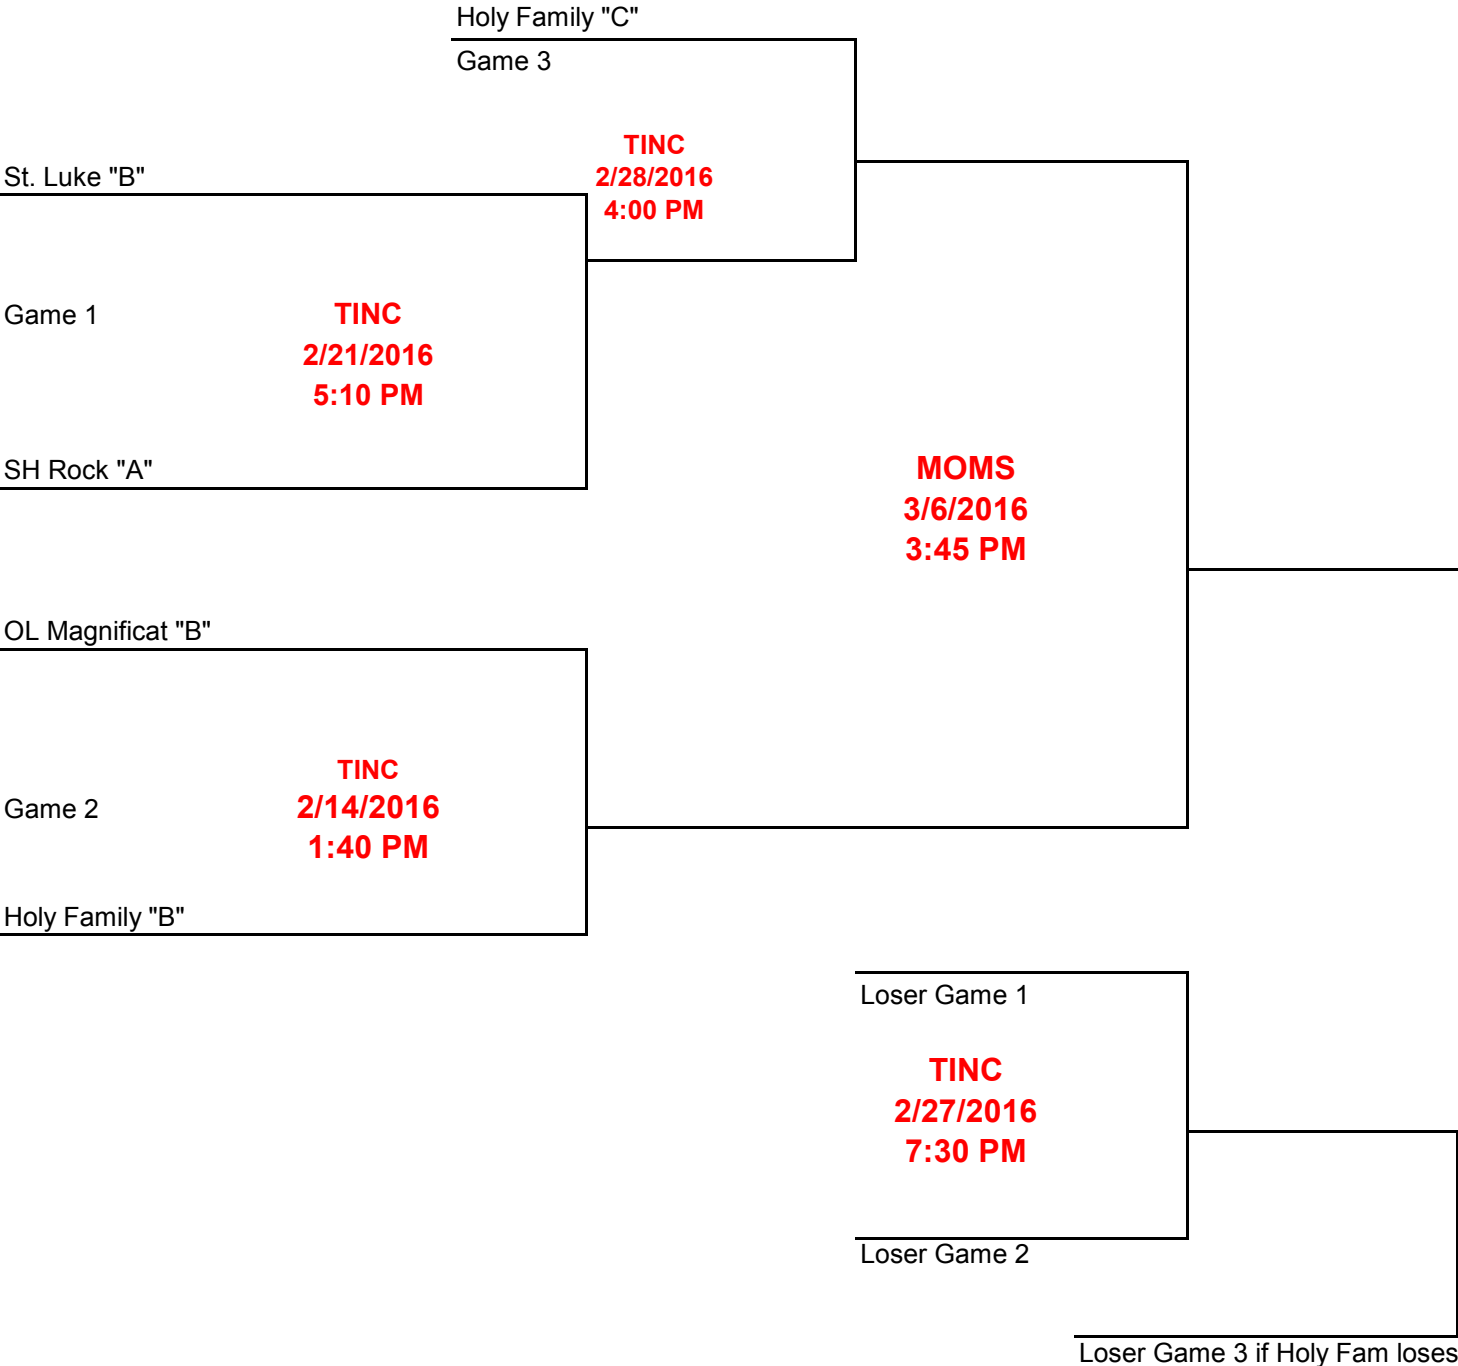 Holy Family "C"
Game 3
TINC
2/28/2016
4:00 PM
St. Luke "B"
Game 1
TINC
2/21/2016
5:10 PM
SH Rock "A"
MOMS
3/6/2016
3:45 PM
OL Magnificat "B"
TINC
Game 2
2/14/2016
1:40 PM
Holy Family "B"
Loser Game 1
TINC
2/27/2016
7:30 PM
Loser Game 2
Loser Game 3 if Holy Fam loses